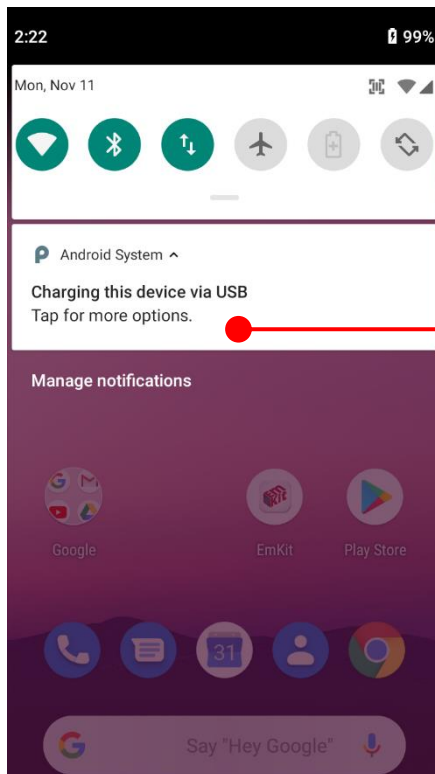 2:22 99%
Mon, Nov 11
Android System
Charging this device via USB
Tap for more options.
Manage notifications
Google EmKit Play Store
31
Say "Hey Google"